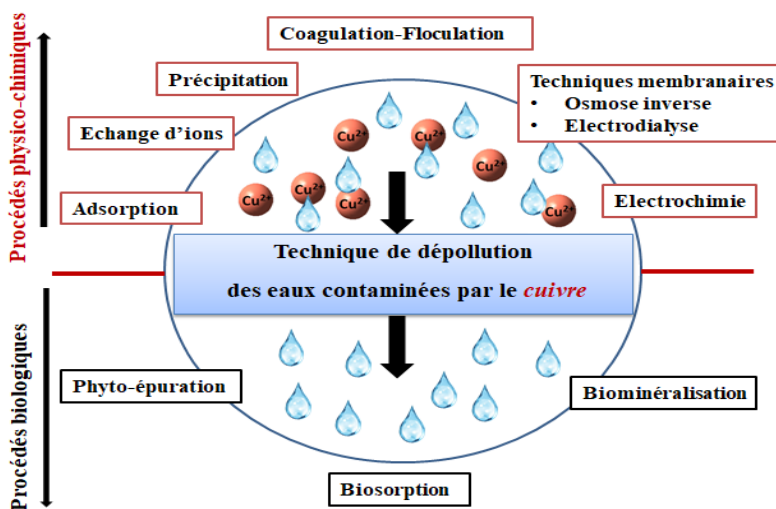 Coagulation-Floculation
Précipitation
Techniques membranaires
• Osmose inverse
• Electrodialyse
Echange d'ions
Adsorption
Electrochimie
Procédés physico-chimiques
Cu²⁺
Cu²⁺
Cu²⁺
Cu²⁺
Cu²⁺
Cu²⁺
Cu²⁺
Technique de dépollution
des eaux contaminées par le cuivre
Procédés biologiques
Phyto-épuration
Biominéralisation
Biosorption